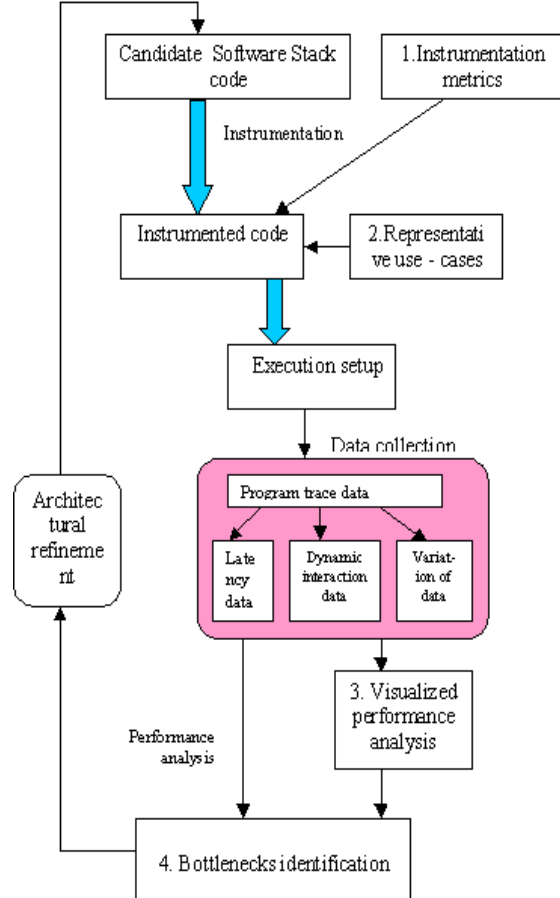 Candidate Software Stack
code
1.Instrumentation
metrics
Instrumentation
Instrumented code
2.Representati
ve use - cases
Execution setup
Data collection
Program trace data
Late
ncy
data
Dynamic
interaction
data
Variat-
ion of
data
Architec
tural
refineme
nt
3. Visualized
performance
analysis
Performance
analysis
4. Bottlenecks identification